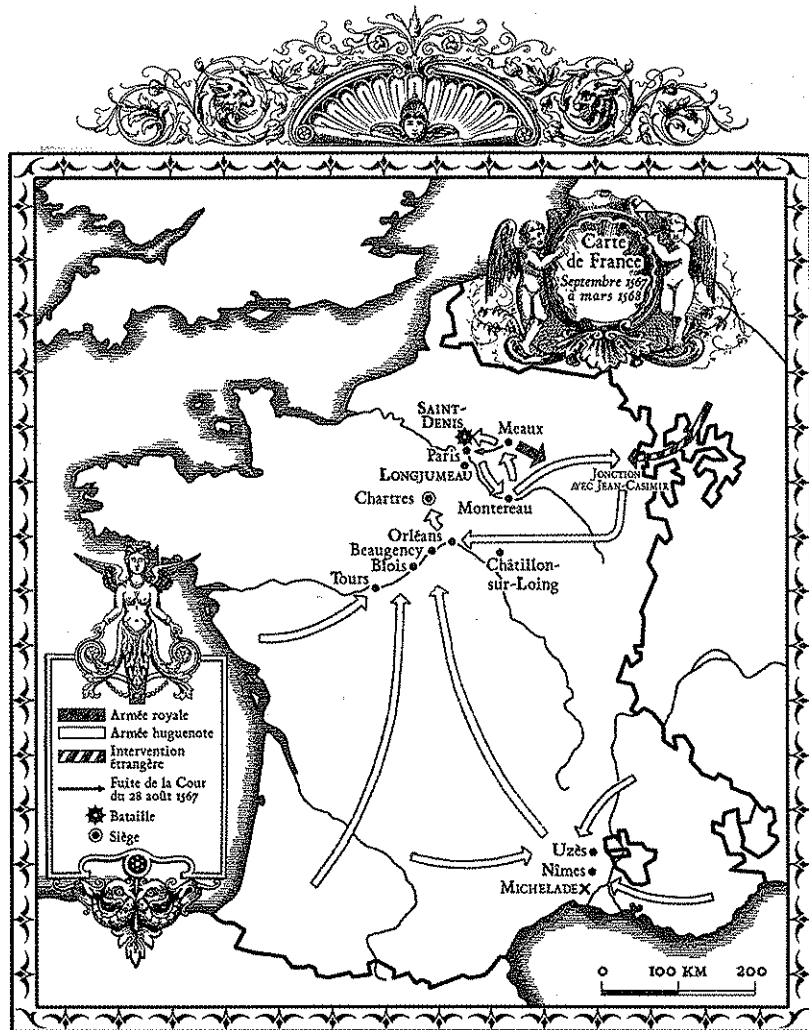 Carte
de France
Septembre 1567
à mars 1568
SAINT-
DENIS
Meaux
Paris
LONGJUMEAU
JONCTION
AVEC JEAN-CASIMIR
Chartres
Montereau
Orléans
Beaugency
Blois
Tours
Châtillon-
sur-Loing
Armée royale
Armée huguenote
Intervention
étrangère
Fuite de la Cour
du 28 août 1567
Bataille
Siège
Uzès
Nîmes
MICHELADE
0 100 KM 200